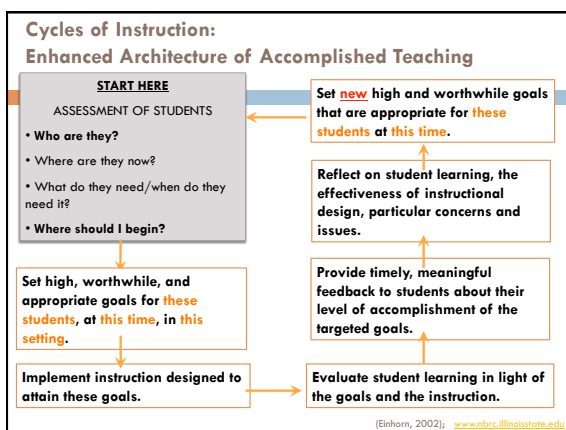 Cycles of Instruction:
Enhanced Architecture of Accomplished Teaching
START HERE
ASSESSMENT OF STUDENTS
• Who are they?
• Where are they now?
• What do they need/when do they
need it?
• Where should I begin?
Set high, worthwhile, and
appropriate goals for these
students, at this time, in this
setting.
Implement instruction designed to
attain these goals.
Evaluate student learning in light of
the goals and the instruction.
Provide timely, meaningful
feedback to students about their
level of accomplishment of the
targeted goals.
Reflect on student learning, the
effectiveness of instructional
design, particular concerns and
issues.
Set new high and worthwhile goals
that are appropriate for these
students at this time.
(Einhorn, 2002); www.nbrc.illinoisstate.edu